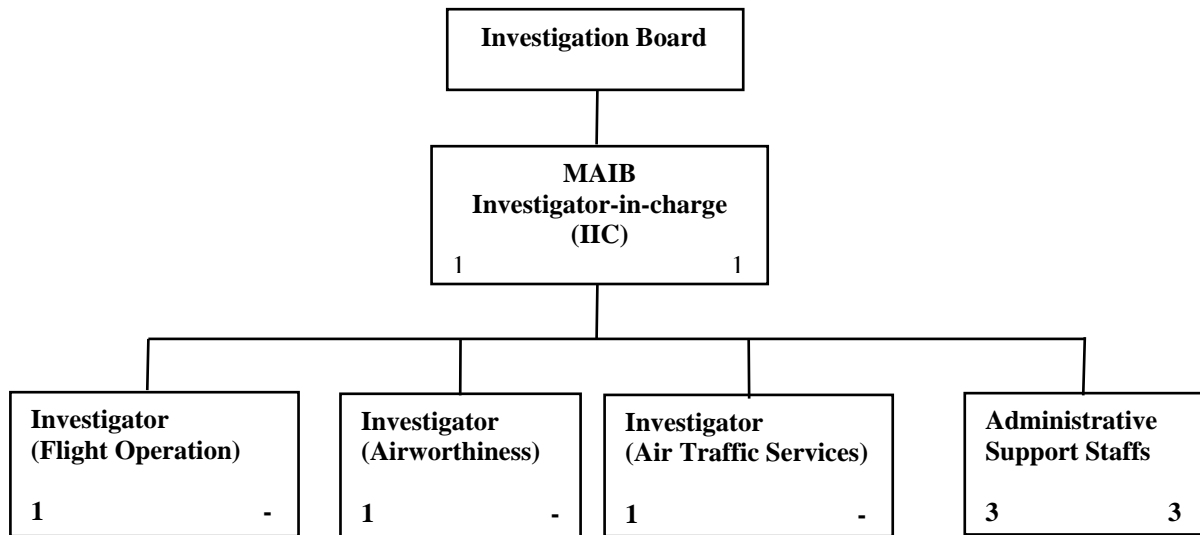 Investigation Board
MAIB
Investigator-in-charge
(IIC)
1 1
Investigator
(Flight Operation)
1 -
Investigator
(Airworthiness)
1 -
Investigator
(Air Traffic Services)
1 -
Administrative
Support Staffs
3 3